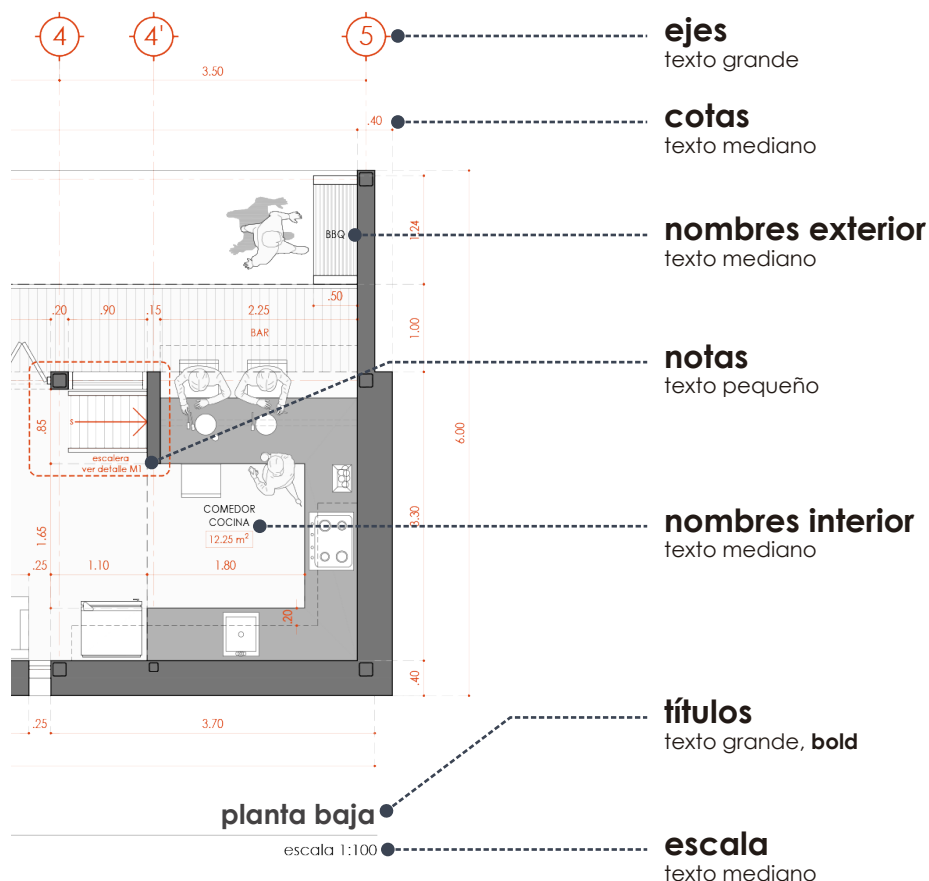 4 4' 5
ejes
texto grande
3.50
cotas
texto mediano
.40
nombres exterior
texto mediano
BBQ
1.24
.50
.20 .90 .15 2.25
BAR
1.00
notas
texto pequeño
.85
s
escalera
ver detalle M1
6.00
COMEDOR
COCINA
12.25 m²
nombres interior
texto mediano
1.65
3.30
.25 1.10 1.80
.20
.40
.25 3.70
títulos
texto grande, bold
planta baja
escala 1:100
escala
texto mediano